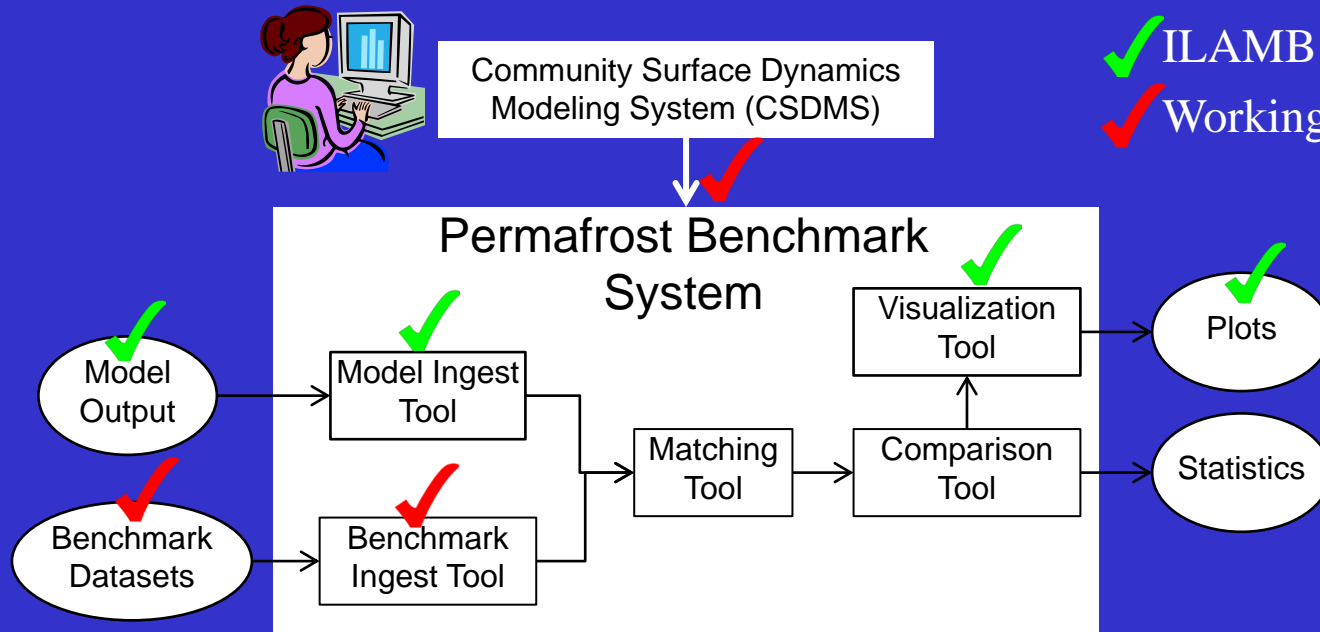 Community Surface Dynamics
Modeling System (CSDMS)
ILAMB
Working
Permafrost Benchmark
System
Model
Output
Model Ingest
Tool
Benchmark
Datasets
Benchmark
Ingest Tool
Matching
Tool
Comparison
Tool
Visualization
Tool
Plots
Statistics